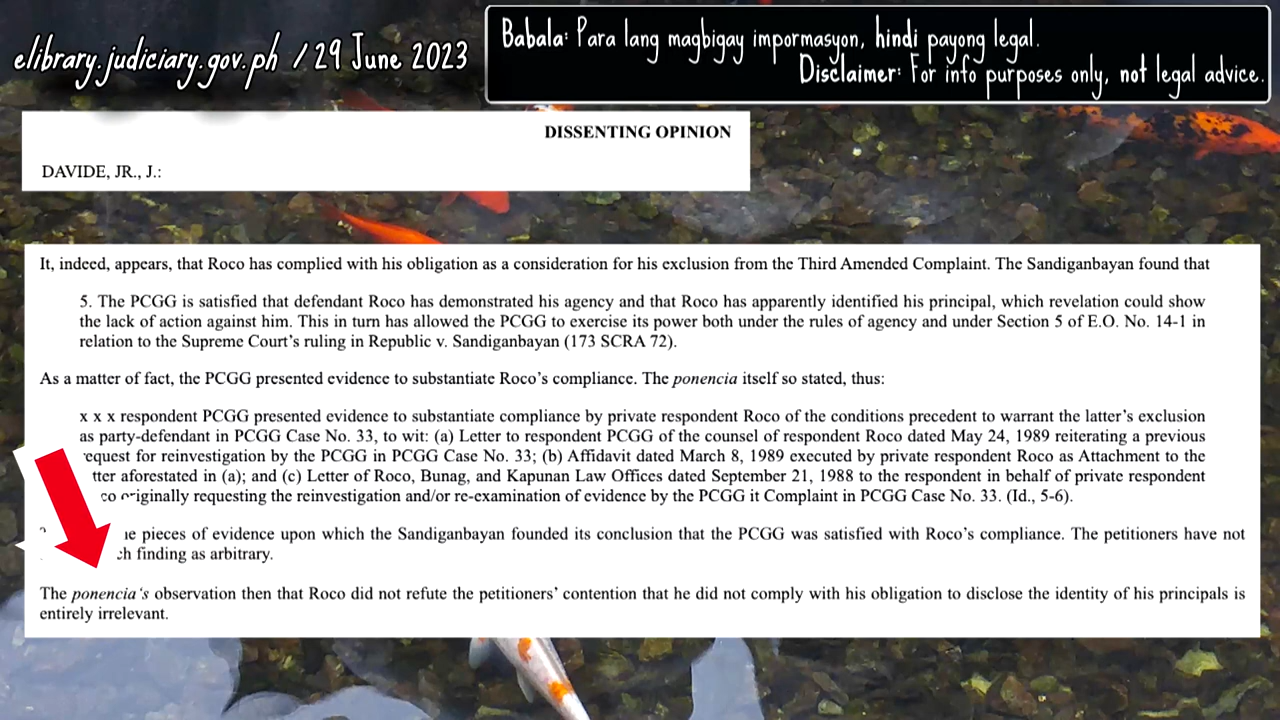 elibrary.judiciary.gov.ph / 29 June 2023
Babala: Para lang magbigay impormasyon, hindi payong legal.
Disclaimer: For info purposes only, not legal advice.
DISSENTING OPINION
DAVIDE, JR., J.:
It, indeed, appears, that Roco has complied with his obligation as a consideration for his exclusion from the Third Amended Complaint. The Sandiganbayan found that
5. The PCGG is satisfied that defendant Roco has demonstrated his agency and that Roco has apparently identified his principal, which revelation could show
the lack of action against him. This in turn has allowed the PCGG to exercise its power both under the rules of agency and under Section 5 of E.O. No. 14-1 in
relation to the Supreme Court's ruling in Republic v. Sandiganbayan (173 SCRA 72).
As a matter of fact, the PCGG presented evidence to substantiate Roco's compliance. The ponencia itself so stated, thus:
x x x respondent PCGG presented evidence to substantiate compliance by private respondent Roco of the conditions precedent to warrant the latter's exclusion
as party-defendant in PCGG Case No. 33, to wit: (a) Letter to respondent PCGG of the counsel of respondent Roco dated May 24, 1989 reiterating a previous
equest for reinvestigation by the PCGG in PCGG Case No. 33; (b) Affidavit dated March 8, 1989 executed by private respondent Roco as Attachment to the
tter aforestated in (a); and (c) Letter of Roco, Bunag, and Kapunan Law Offices dated September 21, 1988 to the respondent in behalf of private respondent
co originally requesting the reinvestigation and/or re-examination of evidence by the PCGG it Complaint in PCGG Case No. 33. (Id., 5-6).
pieces of evidence upon which the Sandiganbayan founded its conclusion that the PCGG was satisfied with Roco's compliance. The petitioners have not
finding as arbitrary.
The ponencia's observation then that Roco did not refute the petitioners' contention that he did not comply with his obligation to disclose the identity of his principals is
entirely irrelevant.